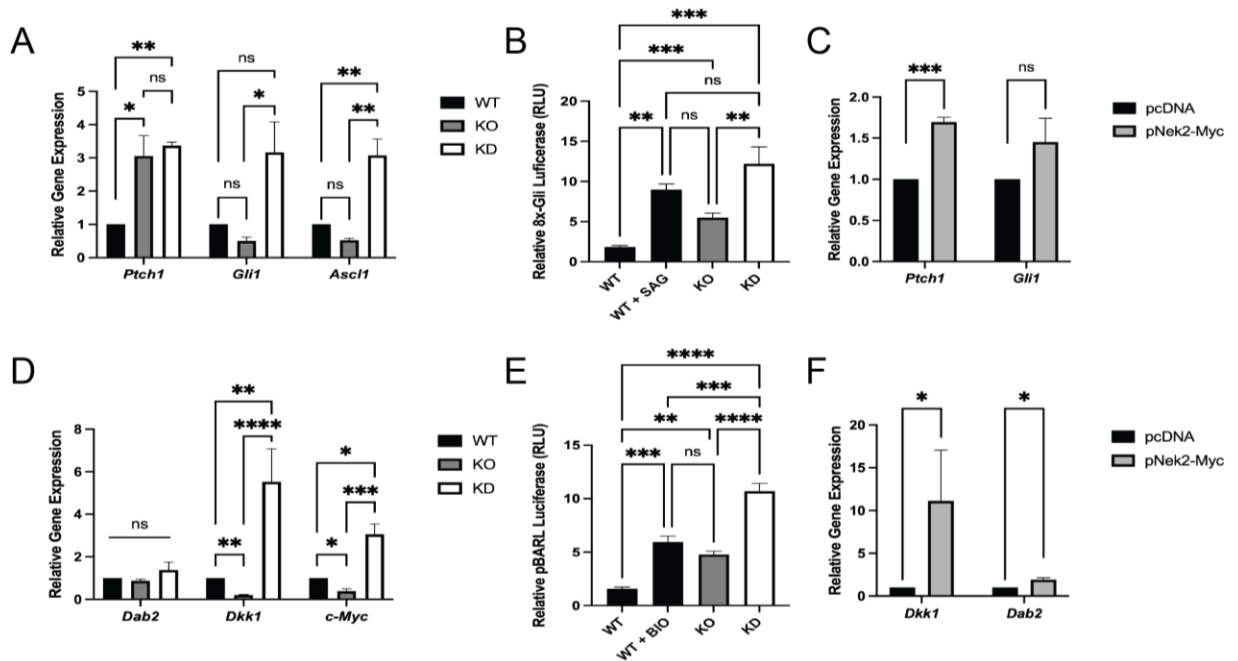 A
**
ns
ns
**
*
*
**
ns
ns
Relative Gene Expression
5
4
3
2
1
0
Ptch1
Gli1
Ascl1
WT
KO
KD
B
***
***
ns
**
ns
**
Relative 8x-Gli Luficerase (RLU)
20
15
10
5
0
WT
WT + SAG
KO
KD
C
***
ns
Relative Gene Expression
2.0
1.5
1.0
0.5
0.0
Ptch1
Gli1
pcDNA
pNek2-Myc
D
**
****
*
***
ns
**
*
Relative Gene Expression
8
6
4
2
0
Dab2
Dkk1
c-Myc
WT
KO
KD
E
****
***
**
****
***
ns
Relative pBARL Luciferase (RLU)
15
10
5
0
WT
WT + BIO
KO
KD
F
*
*
Relative Gene Expression
20
15
10
5
0
Dkk1
Dab2
pcDNA
pNek2-Myc